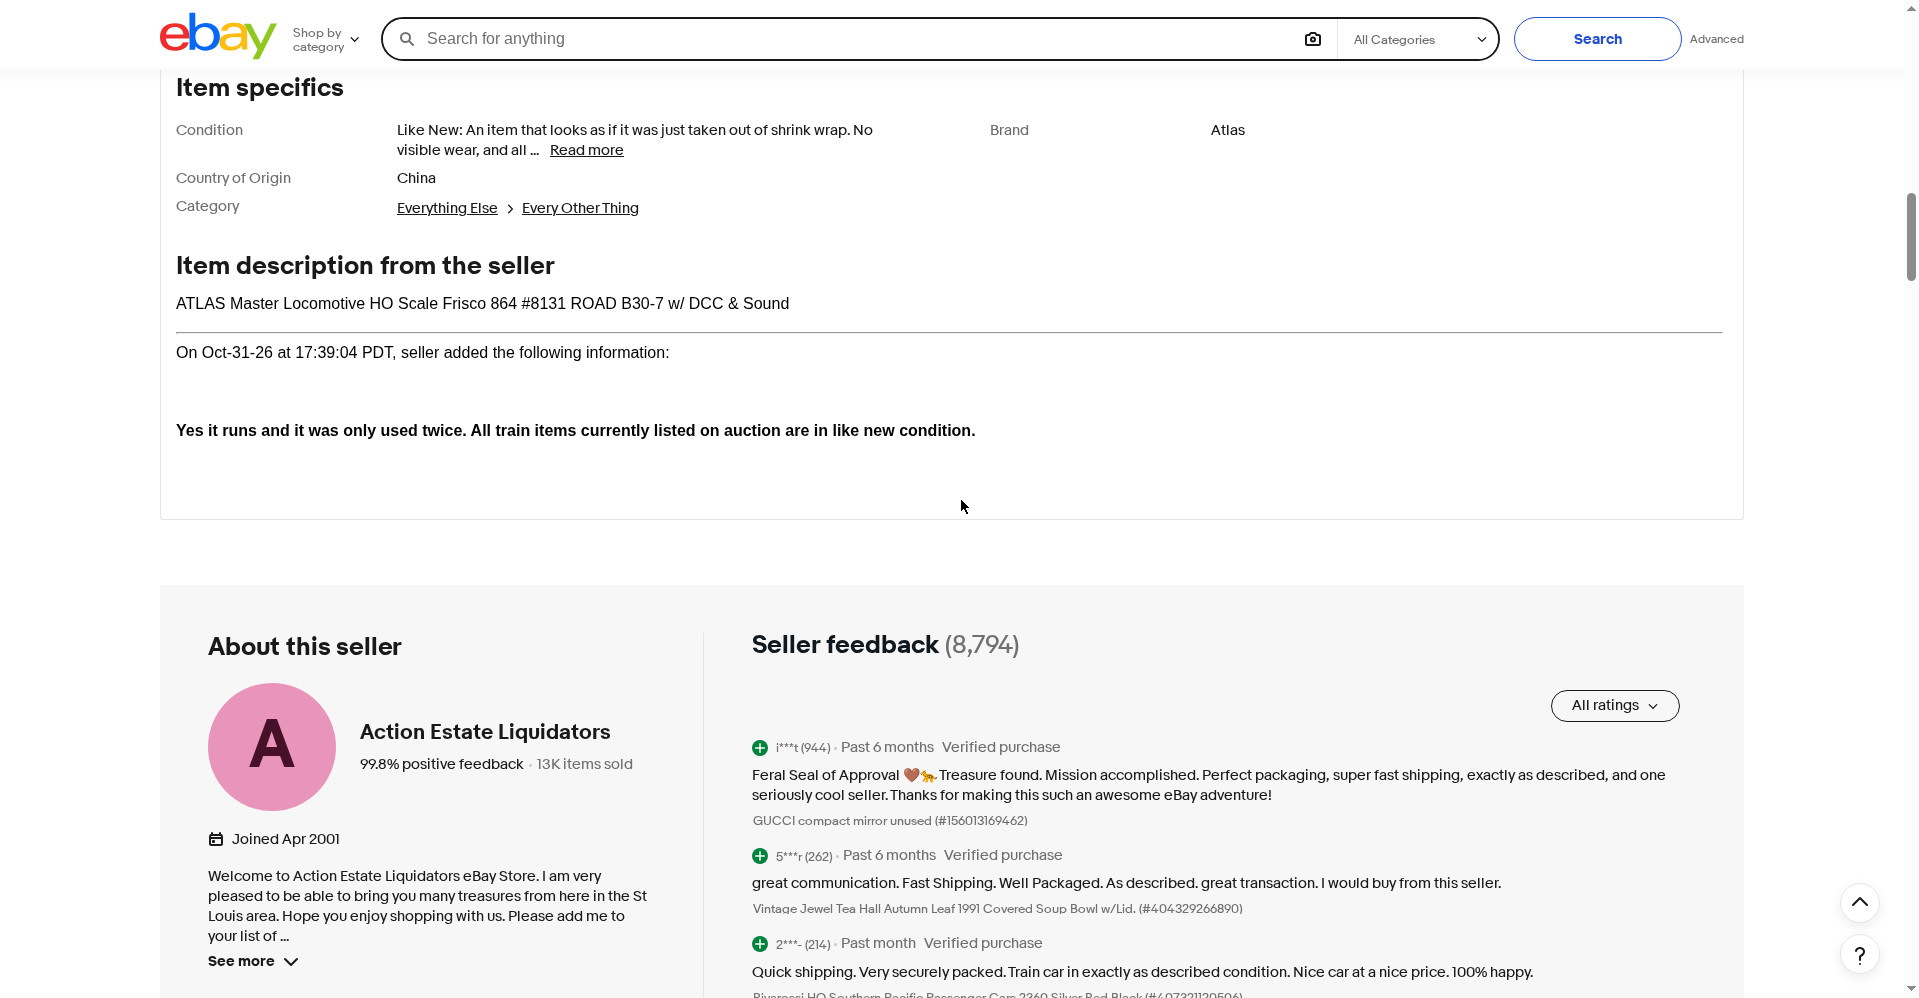 ebay
Shop by
category
Search for anything
All Categories
Search
Advanced
Item specifics
Condition
Like New: An item that looks as if it was just taken out of shrink wrap. No
visible wear, and all ... Read more
Brand
Atlas
Country of Origin
China
Category
Everything Else > Every Other Thing
Item description from the seller
ATLAS Master Locomotive HO Scale Frisco 864 #8131 ROAD B30-7 w/ DCC & Sound
On Oct-31-26 at 17:39:04 PDT, seller added the following information:
Yes it runs and it was only used twice. All train items currently listed on auction are in like new condition.
About this seller
A
Action Estate Liquidators
99.8% positive feedback • 13K items sold
Joined Apr 2001
Welcome to Action Estate Liquidators eBay Store. I am very
pleased to be able to bring you many treasures from here in the St
Louis area. Hope you enjoy shopping with us. Please add me to
your list of ...
See more
Seller feedback (8,794)
All ratings
i***t (944) • Past 6 months Verified purchase
Feral Seal of Approval 🤎🐆 Treasure found. Mission accomplished. Perfect packaging, super fast shipping, exactly as described, and one
seriously cool seller. Thanks for making this such an awesome eBay adventure!
GUCCI compact mirror unused (#156013169462)
5***r (262) • Past 6 months Verified purchase
great communication. Fast Shipping. Well Packaged. As described. great transaction. I would buy from this seller.
Vintage Jewel Tea Hall Autumn Leaf 1991 Covered Soup Bowl w/Lid. (#404329266890)
2***- (214) • Past month Verified purchase
Quick shipping. Very securely packed. Train car in exactly as described condition. Nice car at a nice price. 100% happy.
Rivarossi HO Southern Pacific Passenger Cars 2360 Silver Red Black (#407321120506)
?